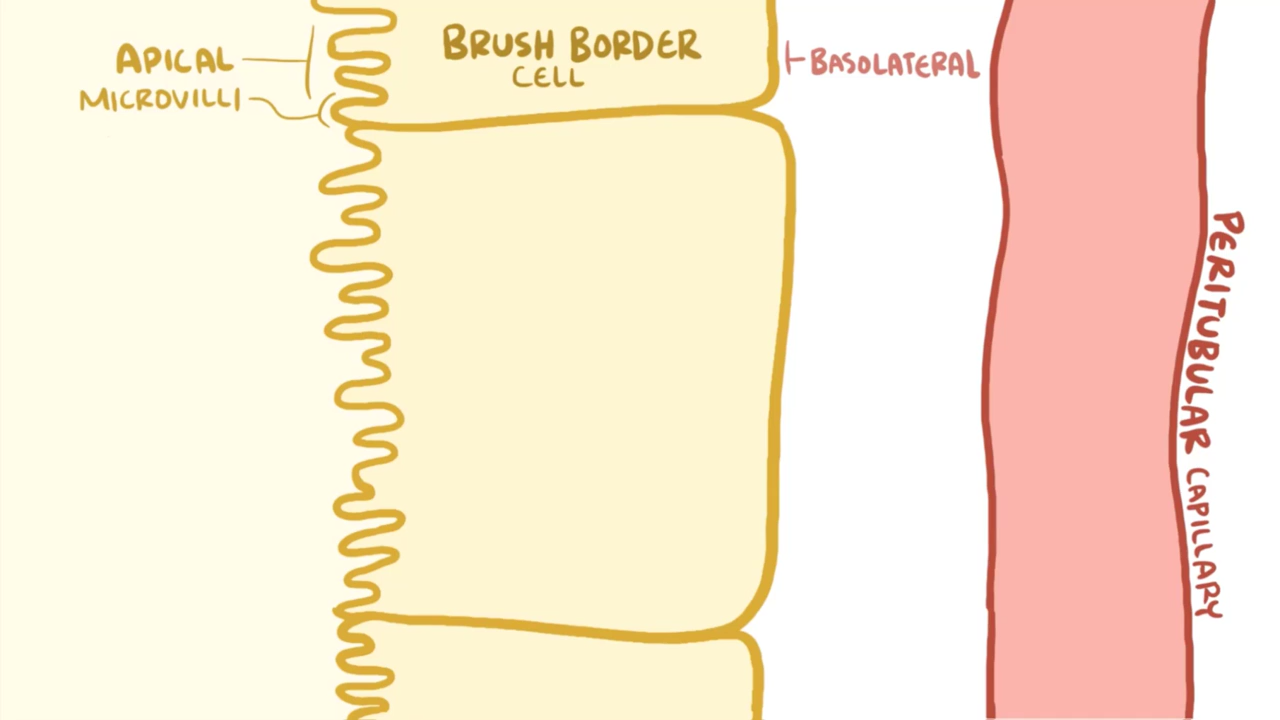 APICAL
MICROVILLI
BRUSH BORDER
CELL
BASOLATERAL
PERITUBULAR CAPILLARY